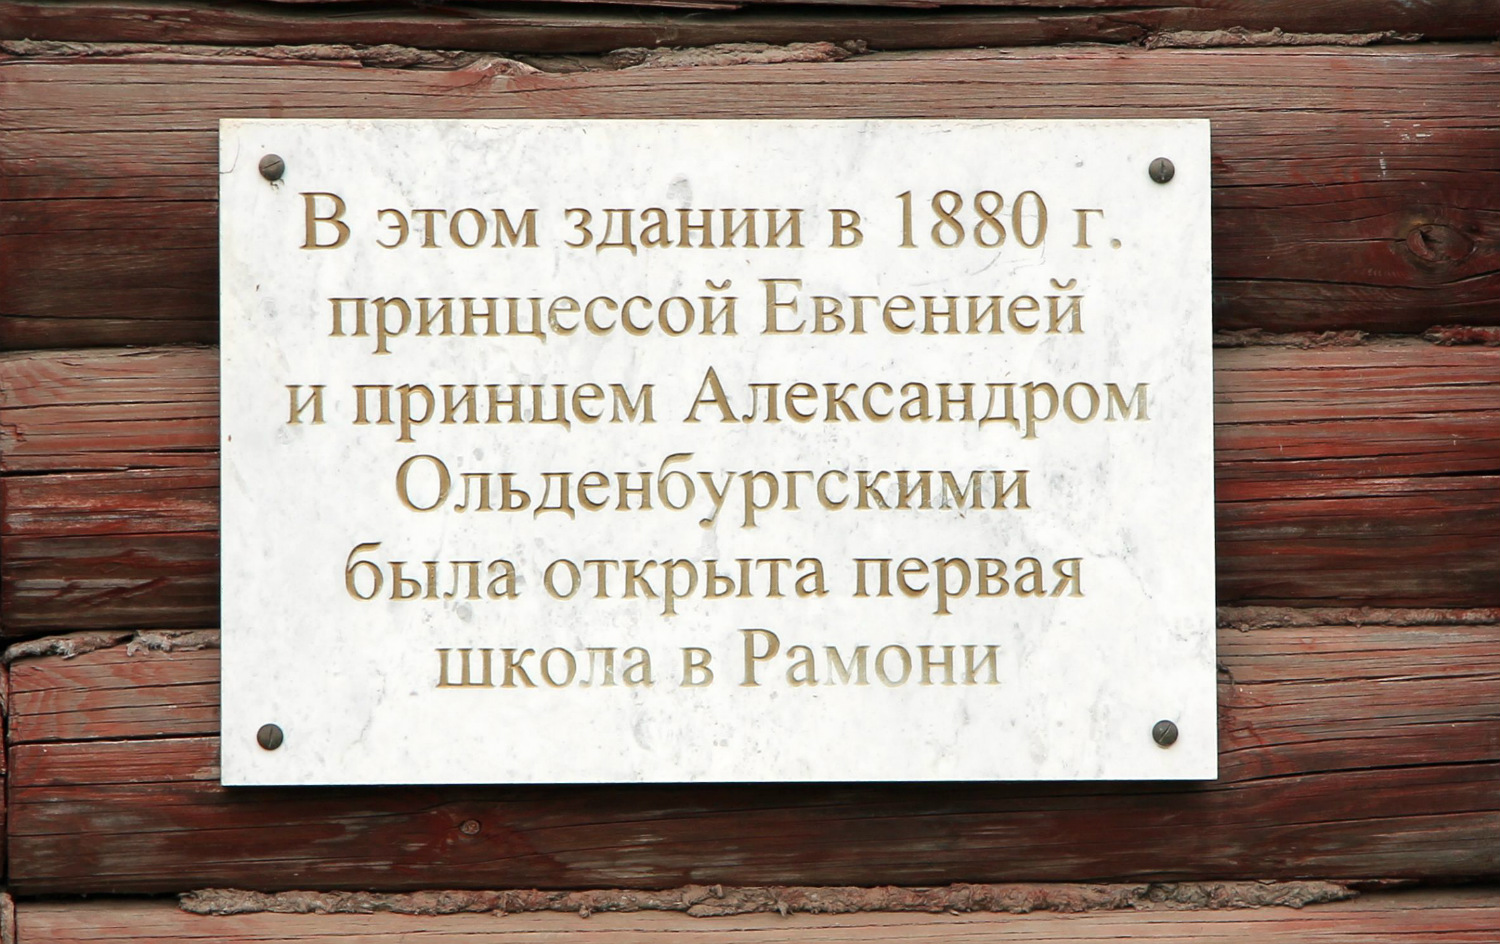 В этом здании в 1880 г.
принцессой Евгенией
и принцем Александром
Ольденбургскими
была открыта первая
школа в Рамони